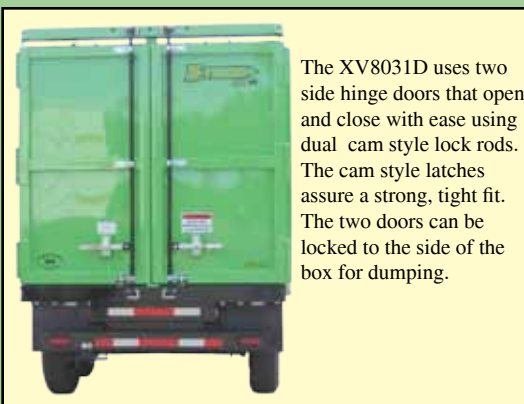 The XV8031D uses two
side hinge doors that open
and close with ease using
dual cam style lock rods.
The cam style latches
assure a strong, tight fit.
The two doors can be
locked to the side of the
box for dumping.